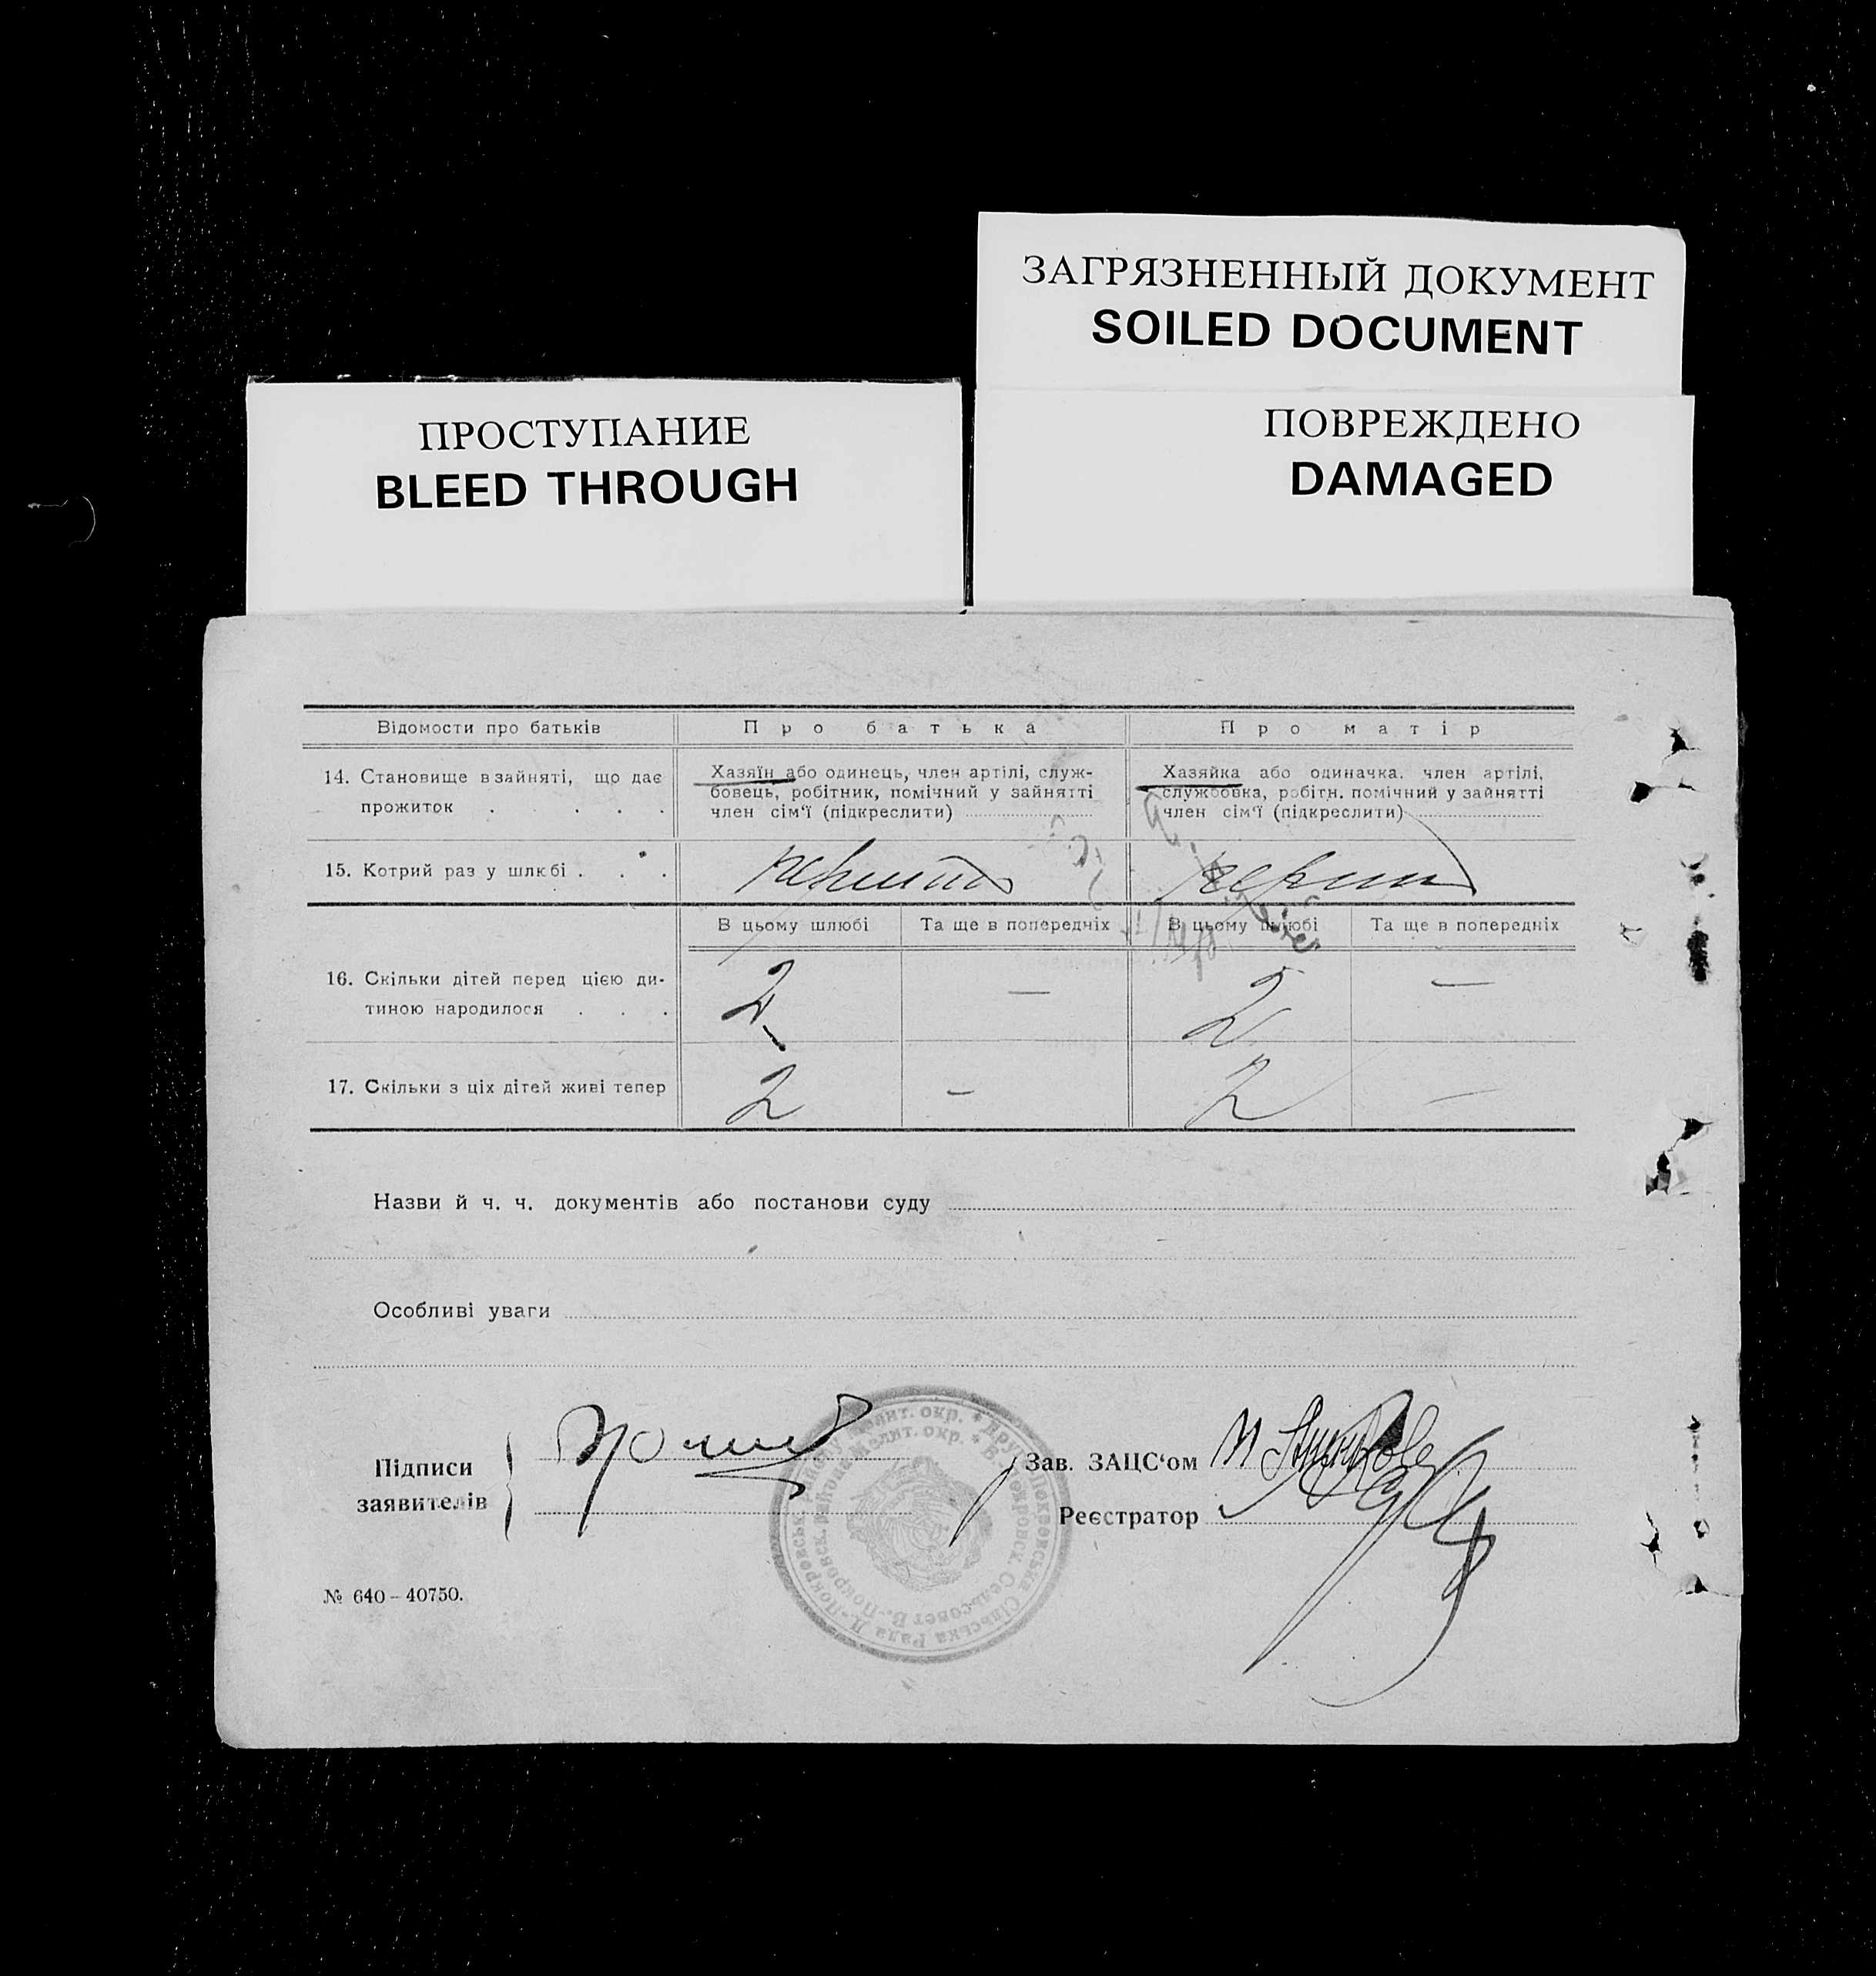 ЗАГРЯЗНЕННЫЙ ДОКУМЕНТ
SOILED DOCUMENT
ПРОСТУПАНИЕ
BLEED THROUGH
ПОВРЕЖДЕНО
DAMAGED
Відомости про батьків
Про батька
Про матір
14. Становище в зайняті, що дає
прожиток . . . .
Хазяїн або одинець, член артілі, служ-
бовець, робітник, помічний у зайнятті
член сім'ї (підкреслити)
Хазяйка або одиначка. член артілі,
службовка, робітн. помічний у зайнятті
член сім'ї (підкреслити)
15. Котрий раз у шлюбі . . .
В цьому шлюбі
Та ще в попередніх
В цьому шлюбі
Та ще в попередніх
16. Скільки дітей перед цією ди-
тиною народилося . . .
2 — 2 —
17. Скільки з ціх дітей живі тепер
2 – 2 —
Назви й ч. ч. документів або постанови суду
Особливі уваги
Підписи
заявителів
Зав. ЗАЦС‘ом
Реєстратор
№ 640 – 40750.